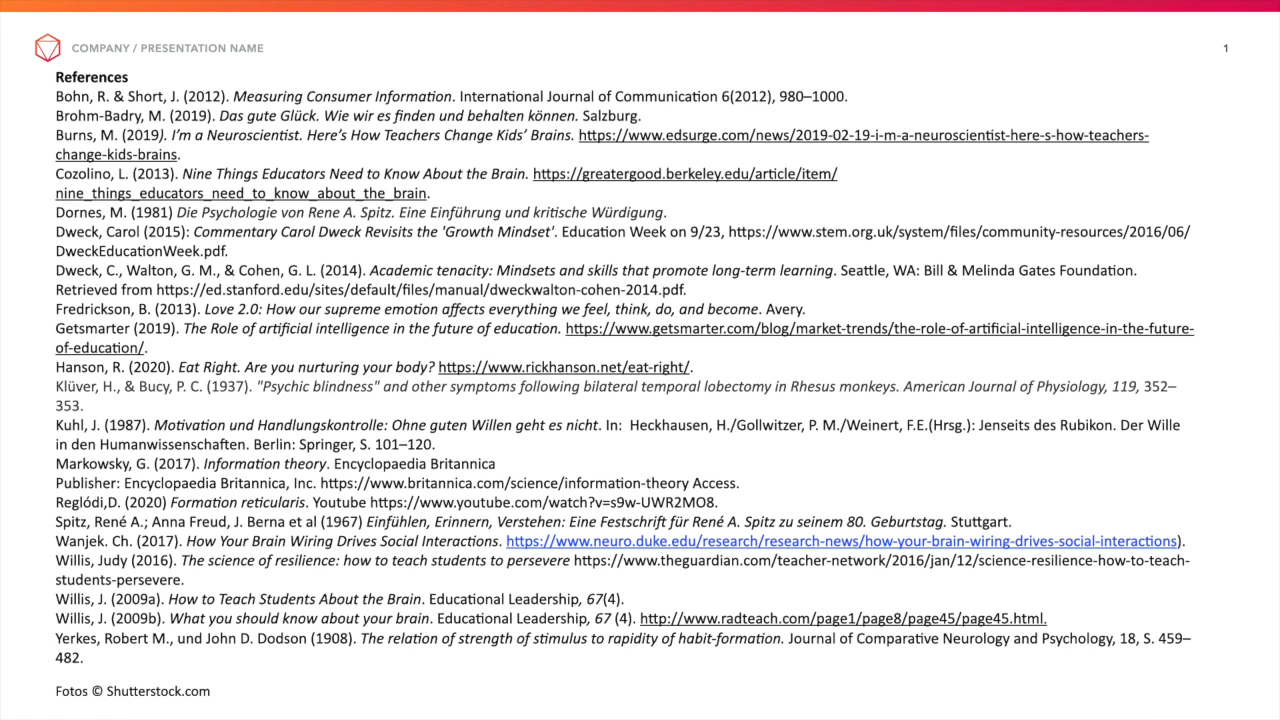 COMPANY / PRESENTATION NAME
1
References
Bohn, R. & Short, J. (2012). Measuring Consumer Information. International Journal of Communication 6(2012), 980–1000.
Brohm-Badry, M. (2019). Das gute Glück. Wie wir es finden und behalten können. Salzburg.
Burns, M. (2019). I’m a Neuroscientist. Here’s How Teachers Change Kids’ Brains. https://www.edsurge.com/news/2019-02-19-i-m-a-neuroscientist-here-s-how-teachers-
change-kids-brains.
Cozolino, L. (2013). Nine Things Educators Need to Know About the Brain. https://greatergood.berkeley.edu/article/item/
nine_things_educators_need_to_know_about_the_brain.
Dornes, M. (1981) Die Psychologie von Rene A. Spitz. Eine Einführung und kritische Würdigung.
Dweck, Carol (2015): Commentary Carol Dweck Revisits the 'Growth Mindset'. Education Week on 9/23, https://www.stem.org.uk/system/files/community-resources/2016/06/
DweckEducationWeek.pdf.
Dweck, C., Walton, G. M., & Cohen, G. L. (2014). Academic tenacity: Mindsets and skills that promote long-term learning. Seattle, WA: Bill & Melinda Gates Foundation.
Retrieved from https://ed.stanford.edu/sites/default/files/manual/dweckwalton-cohen-2014.pdf.
Fredrickson, B. (2013). Love 2.0: How our supreme emotion affects everything we feel, think, do, and become. Avery.
Getsmarter (2019). The Role of artificial intelligence in the future of education. https://www.getsmarter.com/blog/market-trends/the-role-of-artificial-intelligence-in-the-future-
of-education/.
Hanson, R. (2020). Eat Right. Are you nurturing your body? https://www.rickhanson.net/eat-right/.
Klüver, H., & Bucy, P. C. (1937). "Psychic blindness" and other symptoms following bilateral temporal lobectomy in Rhesus monkeys. American Journal of Physiology, 119, 352–
353.
Kuhl, J. (1987). Motivation und Handlungskontrolle: Ohne guten Willen geht es nicht. In: Heckhausen, H./Gollwitzer, P. M./Weinert, F.E.(Hrsg.): Jenseits des Rubikon. Der Wille
in den Humanwissenschaften. Berlin: Springer, S. 101–120.
Markowsky, G. (2017). Information theory. Encyclopaedia Britannica
Publisher: Encyclopaedia Britannica, Inc. https://www.britannica.com/science/information-theory Access.
Reglódi,D. (2020) Formation reticularis. Youtube https://www.youtube.com/watch?v=s9w-UWR2MO8.
Spitz, René A.; Anna Freud, J. Berna et al (1967) Einfühlen, Erinnern, Verstehen: Eine Festschrift für René A. Spitz zu seinem 80. Geburtstag. Stuttgart.
Wanjek. Ch. (2017). How Your Brain Wiring Drives Social Interactions. https://www.neuro.duke.edu/research/research-news/how-your-brain-wiring-drives-social-interactions).
Willis, Judy (2016). The science of resilience: how to teach students to persevere https://www.theguardian.com/teacher-network/2016/jan/12/science-resilience-how-to-teach-
students-persevere.
Willis, J. (2009a). How to Teach Students About the Brain. Educational Leadership, 67(4).
Willis, J. (2009b). What you should know about your brain. Educational Leadership, 67 (4). http://www.radteach.com/page1/page8/page45/page45.html.
Yerkes, Robert M., und John D. Dodson (1908). The relation of strength of stimulus to rapidity of habit-formation. Journal of Comparative Neurology and Psychology, 18, S. 459–
482.
Fotos © Shutterstock.com